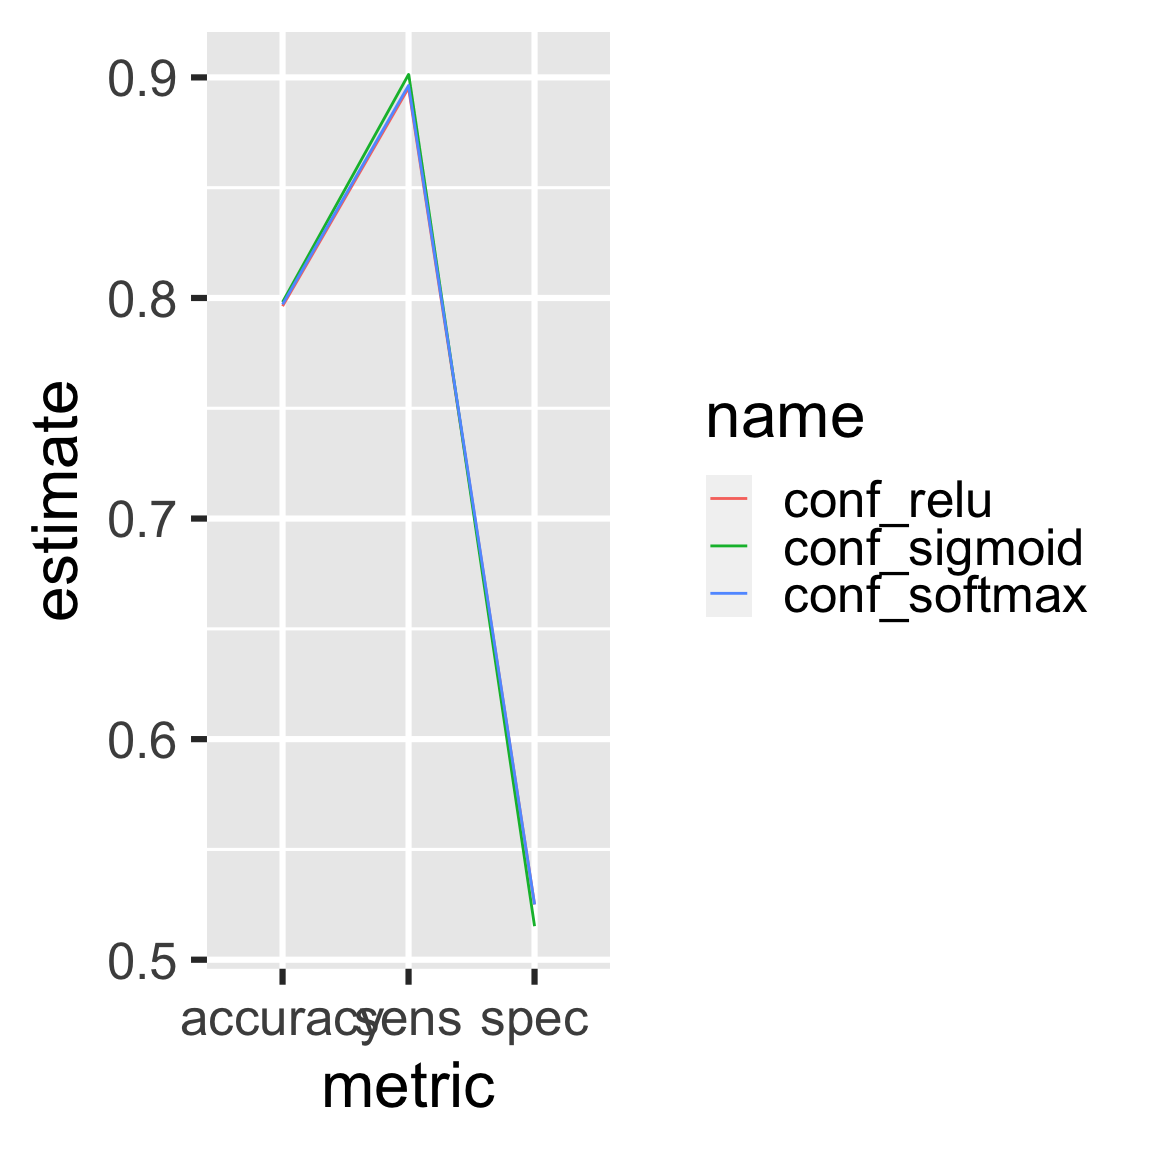 estimate
0.9
0.8
0.7
0.6
0.5
accuracy sens spec
metric
name
conf_relu
conf_sigmoid
conf_softmax